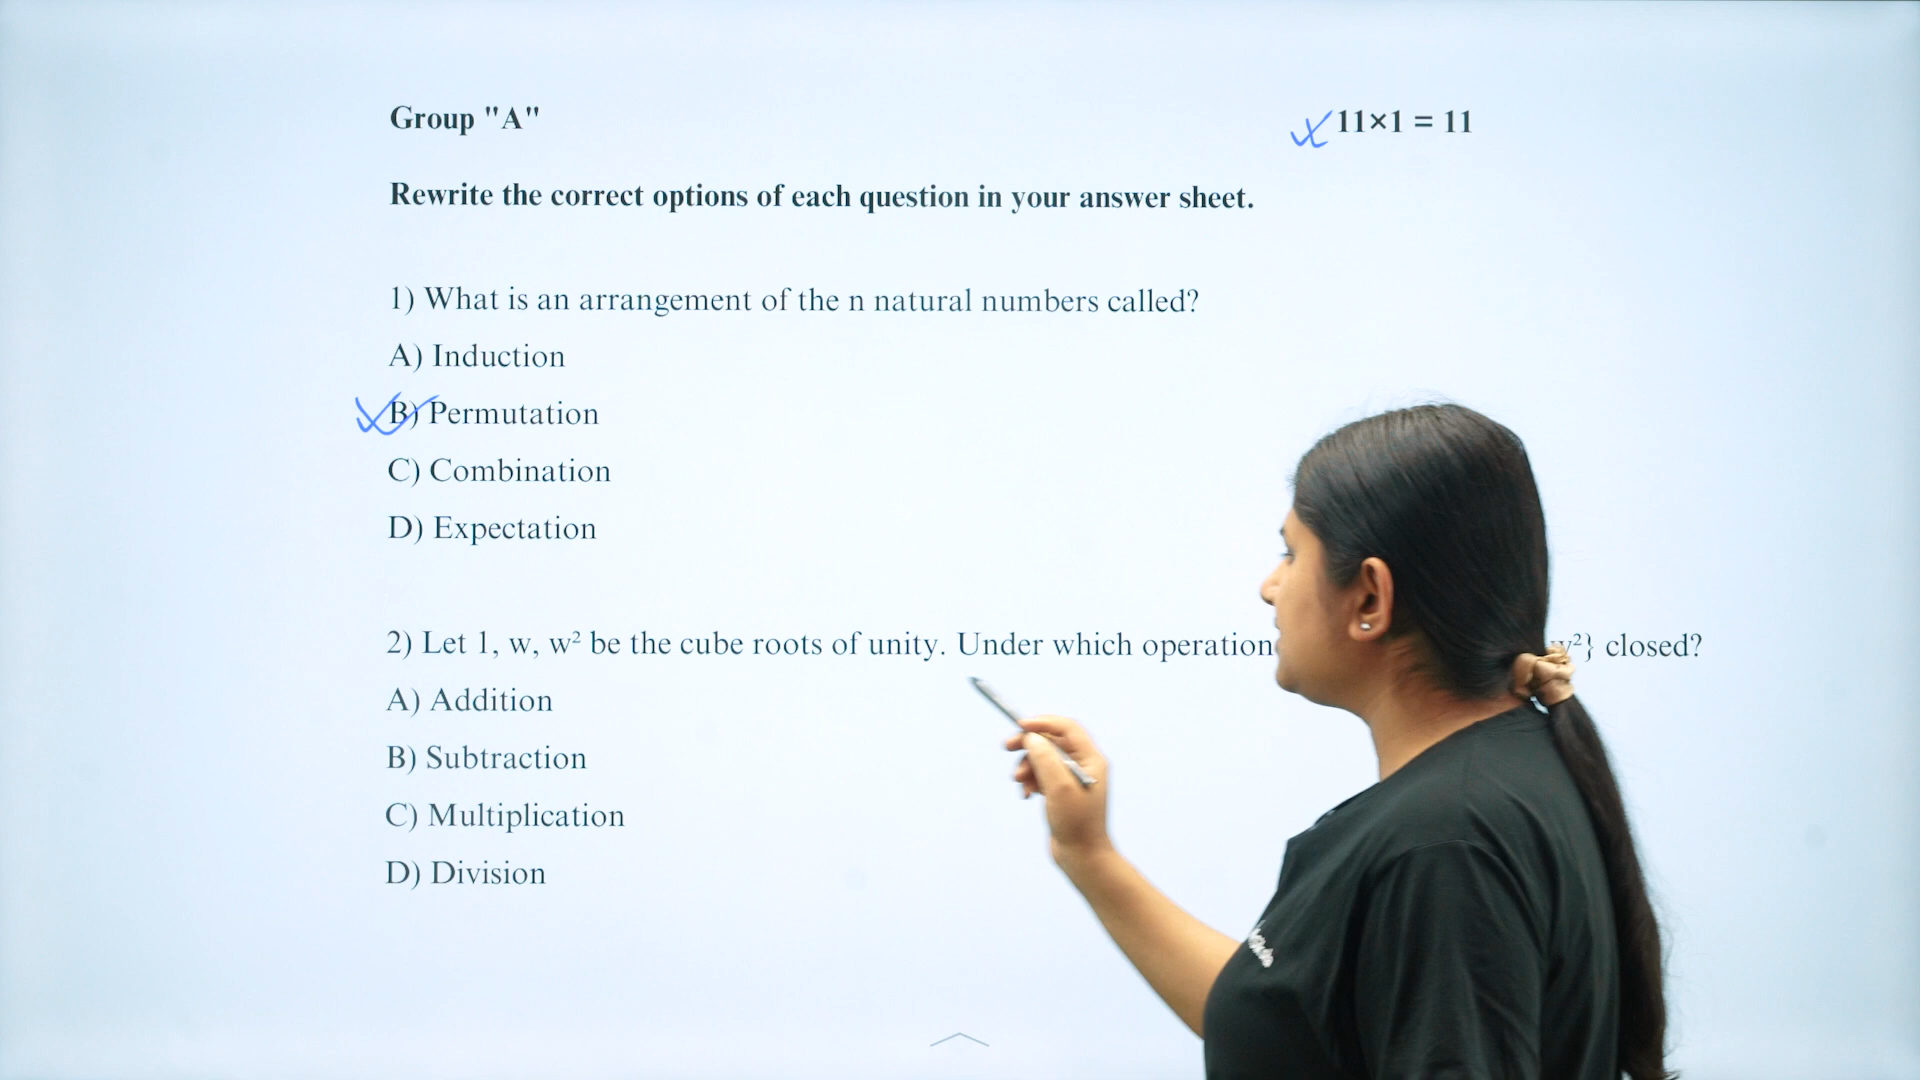 Group "A"
11×1 = 11
Rewrite the correct options of each question in your answer sheet.
1) What is an arrangement of the n natural numbers called?
A) Induction
B) Permutation
C) Combination
D) Expectation
2) Let 1, w, w² be the cube roots of unity. Under which operation w²} closed?
A) Addition
B) Subtraction
C) Multiplication
D) Division